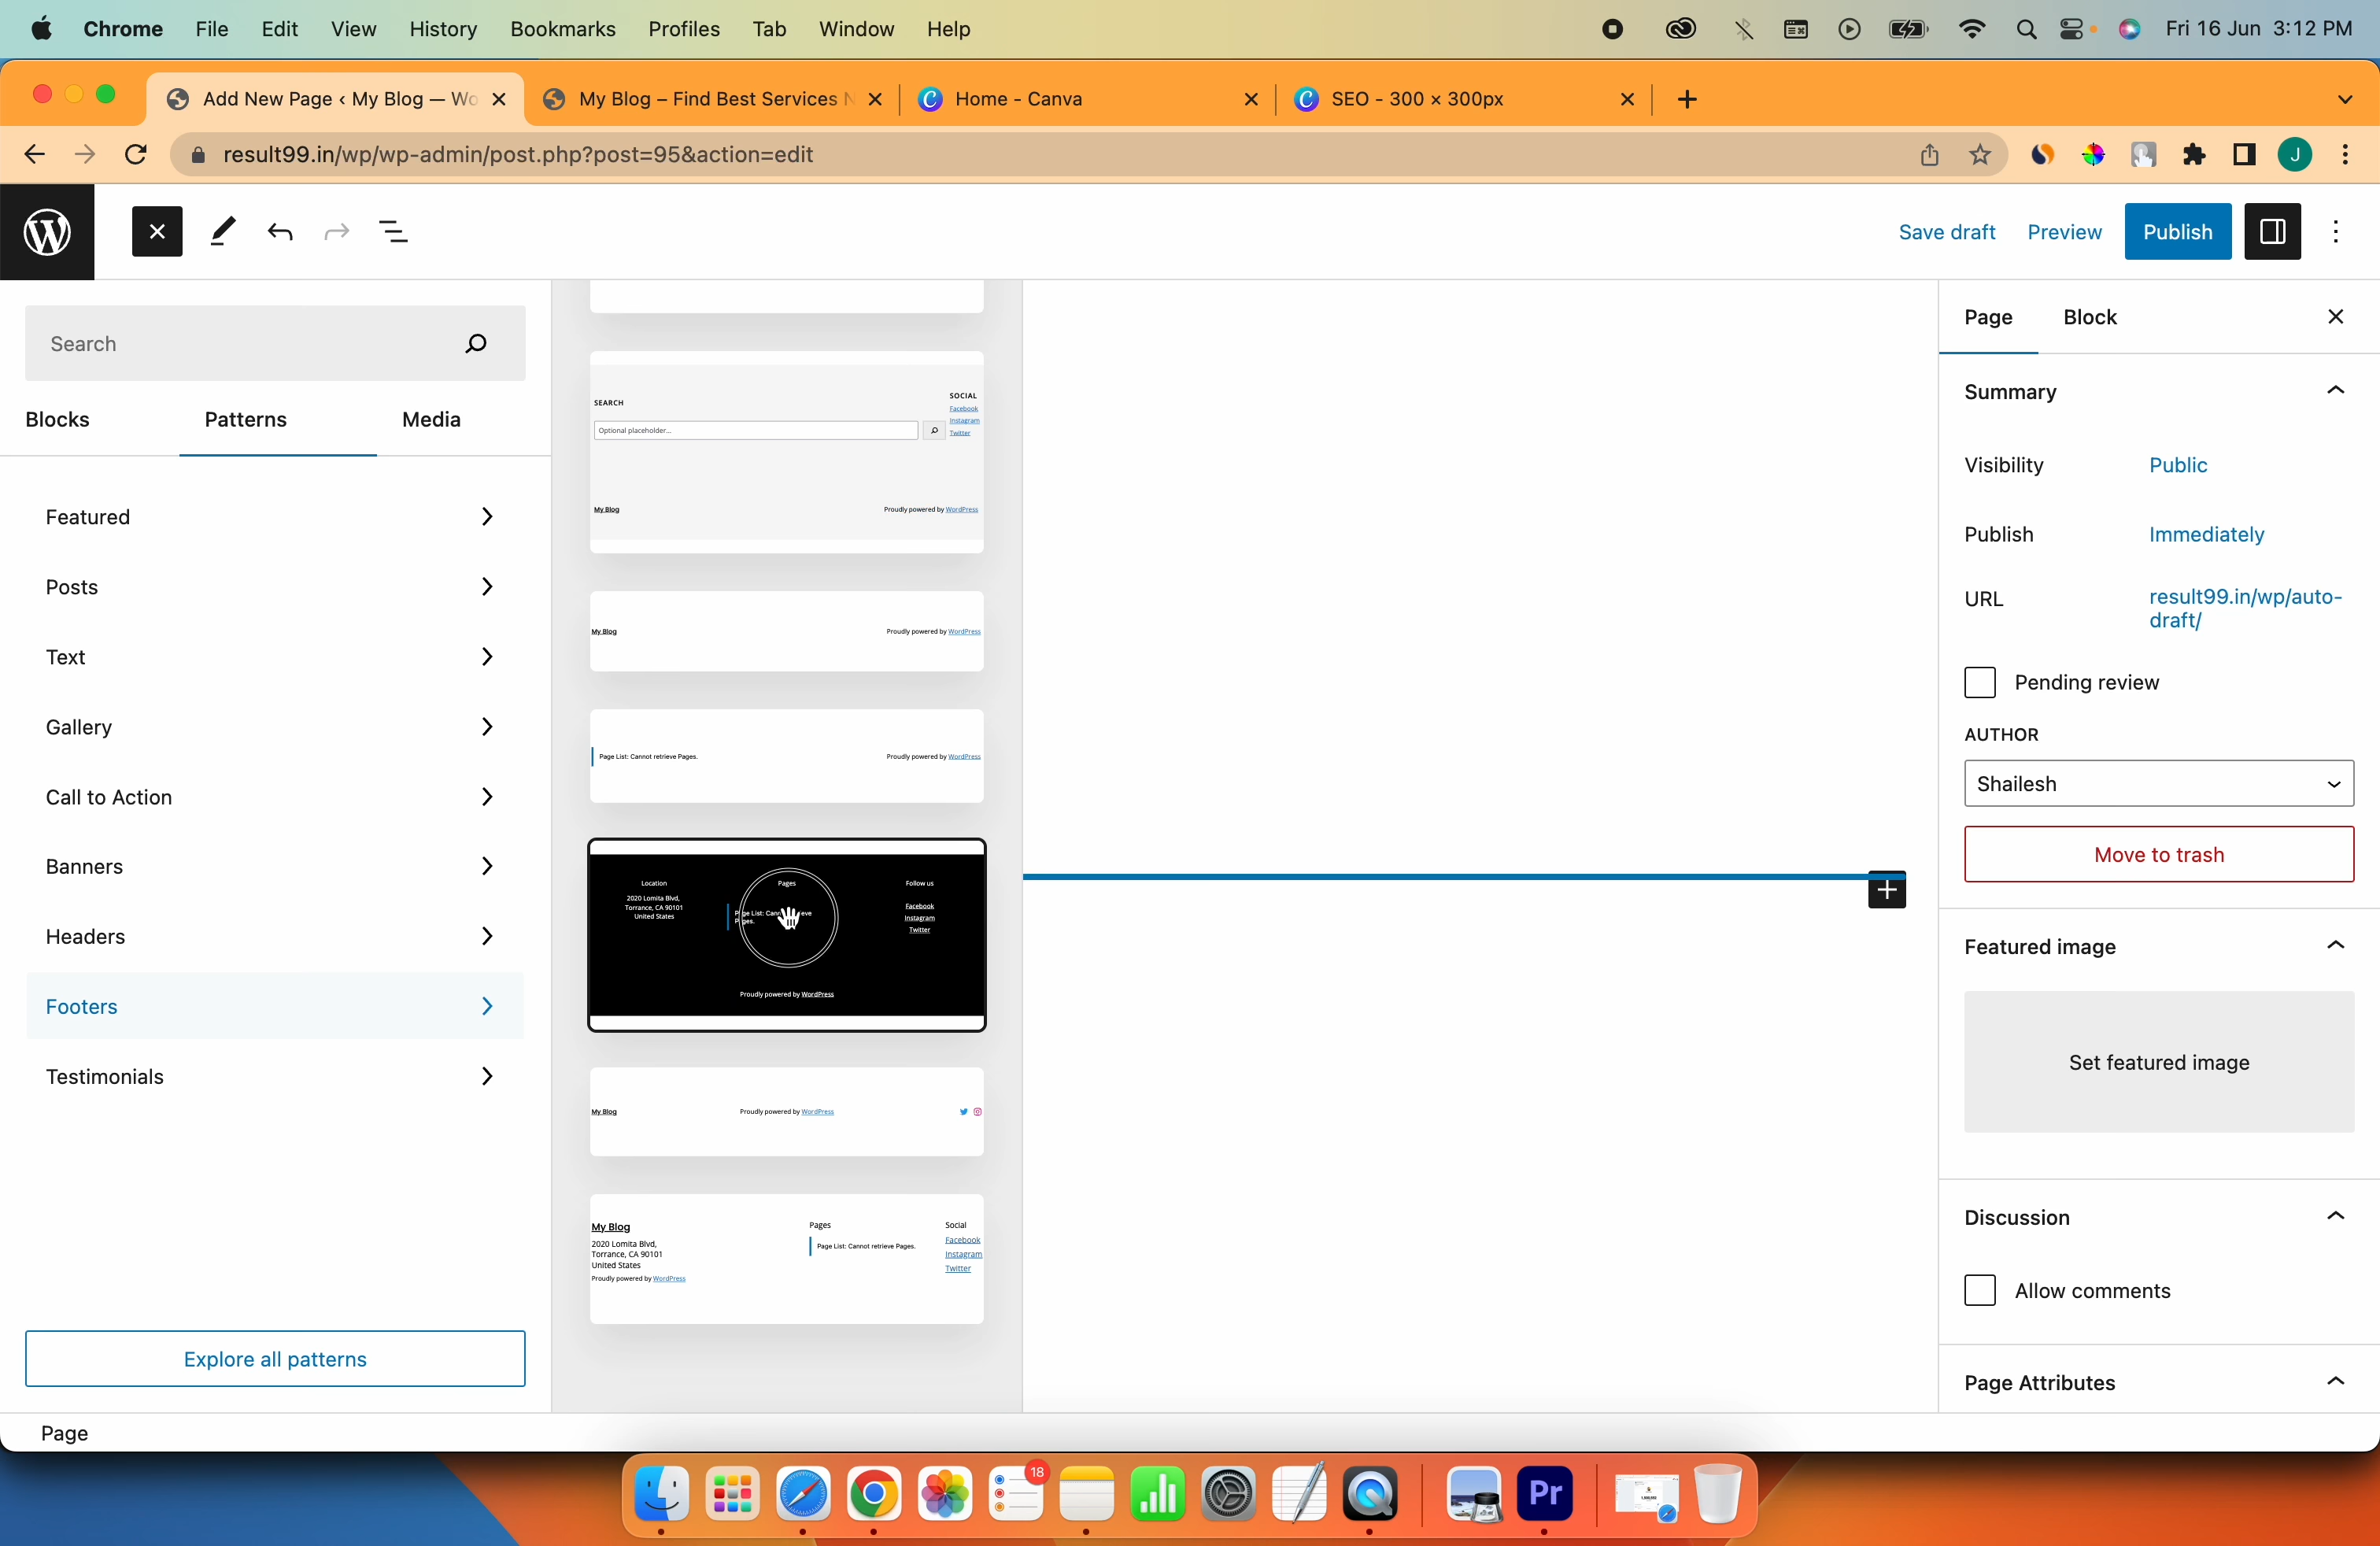 Chrome File Edit View History Bookmarks Profiles Tab Window Help Fri 16 Jun 3:12 PM
Add New Page ‹ My Blog — Wo My Blog – Find Best Services Home - Canva SEO - 300 × 300px
result99.in/wp/wp-admin/post.php?post=95&action=edit J
Save draft Preview Publish
Search
Blocks Patterns Media
Featured
Posts
Text
Gallery
Call to Action
Banners
Headers
Footers
Testimonials
Explore all patterns
SEARCH
Optional placeholder...
SOCIAL
Facebook
Instagram
Twitter
My Blog Proudly powered by WordPress
My Blog Proudly powered by WordPress
Page List: Cannot retrieve Pages. Proudly powered by WordPress
Location Pages Follow us
2020 Lomita Blvd,
Torrance, CA 90101
United States
Facebook
Instagram
Twitter
Proudly powered by WordPress
My Blog Proudly powered by WordPress
My Blog
2020 Lomita Blvd,
Torrance, CA 90101
United States
Proudly powered by WordPress
Pages
Page List: Cannot retrieve Pages.
Social
Facebook
Instagram
Twitter
Page Block
Summary
Visibility Public
Publish Immediately
URL result99.in/wp/auto-
draft/
Pending review
AUTHOR
Shailesh
Move to trash
Featured image
Set featured image
Discussion
Allow comments
Page Attributes
Page
18
Pr